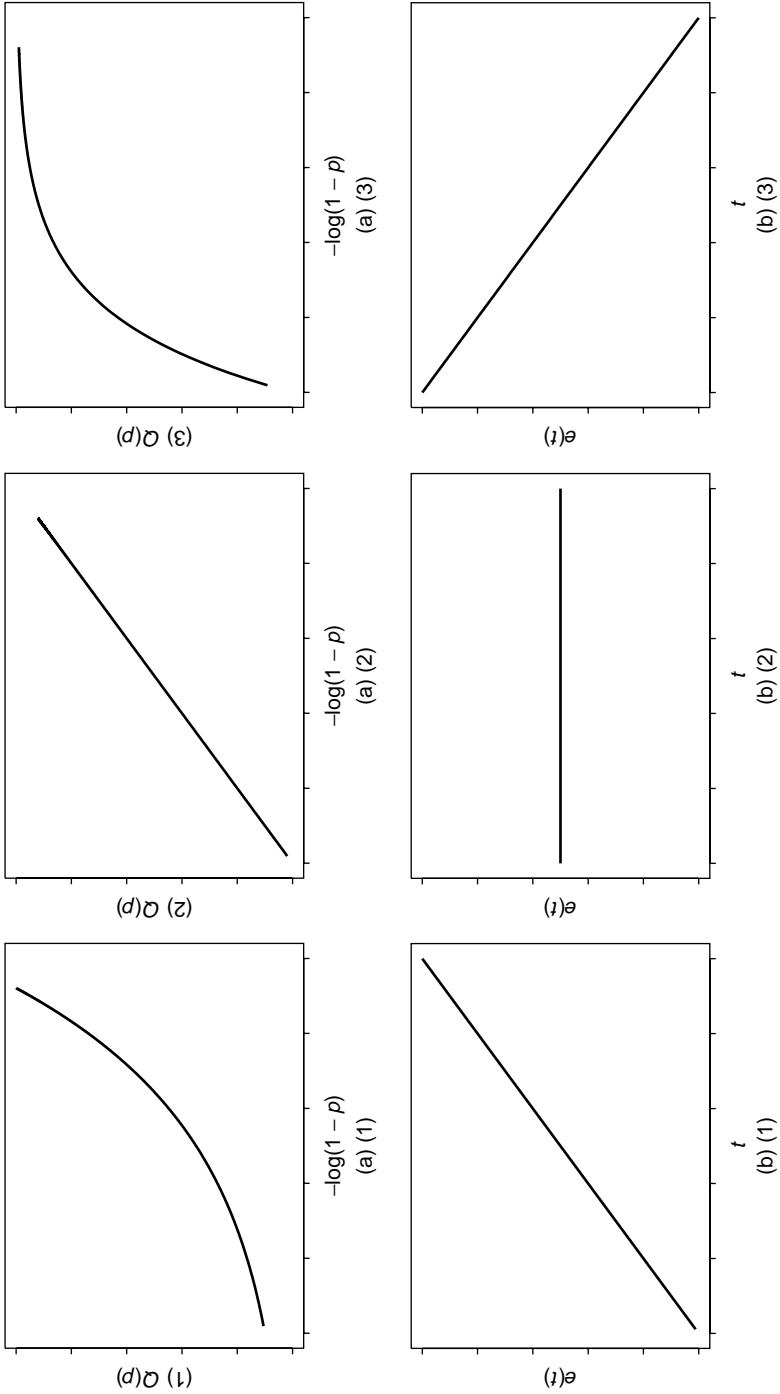 (1) Q(p)
–log(1 – p)
(a) (1)
(2) Q(p)
–log(1 – p)
(a) (2)
(3) Q(p)
–log(1 – p)
(a) (3)
e(t)
t
(b) (1)
e(t)
t
(b) (2)
e(t)
t
(b) (3)